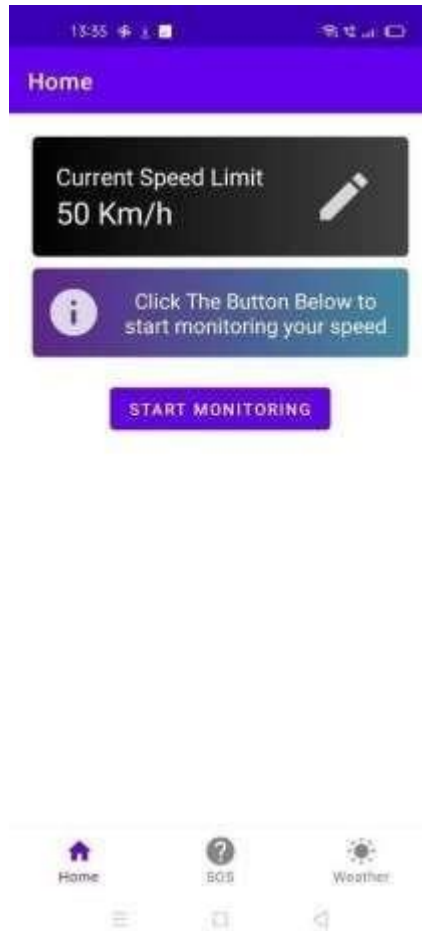 13:35
Home
Current Speed Limit
50 Km/h
Click The Button Below to
start monitoring your speed
START MONITORING
Home
SOS
Weather